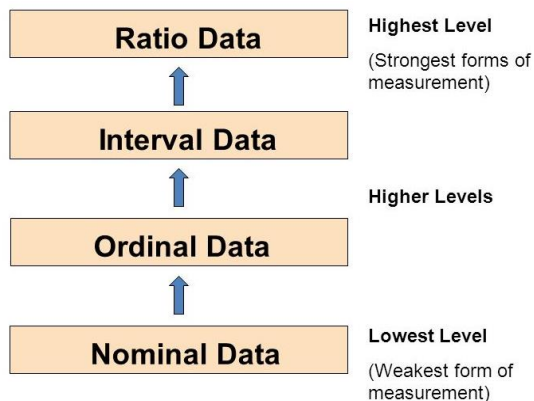 Ratio Data
Highest Level
(Strongest forms of
measurement)
Interval Data
Higher Levels
Ordinal Data
Nominal Data
Lowest Level
(Weakest form of
measurement)